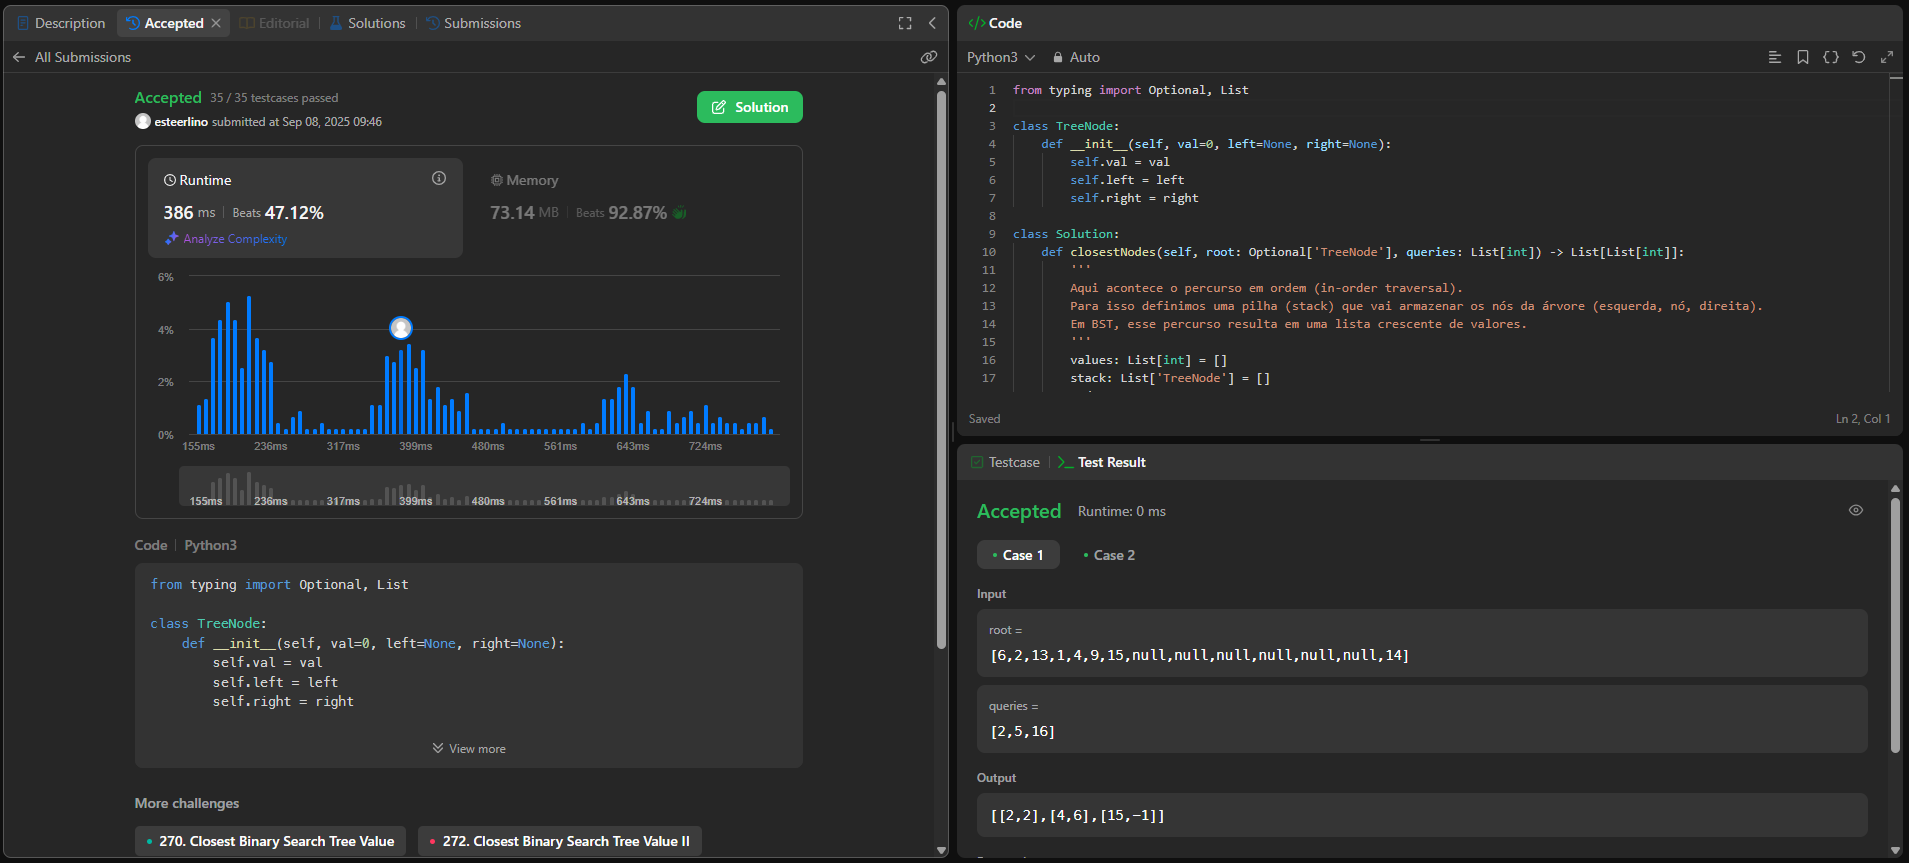 Description
Accepted
Editorial
Solutions
Submissions
All Submissions
Accepted 35 / 35 testcases passed
esteerlino submitted at Sep 08, 2025 09:46
Solution
Runtime
386 ms Beats 47.12%
Analyze Complexity
Memory
73.14 MB Beats 92.87%
6%
4%
2%
0%
155ms 236ms 317ms 399ms 480ms 561ms 643ms 724ms
155ms 236ms 317ms 399ms 480ms 561ms 643ms 724ms
Code Python3
from typing import Optional, List
class TreeNode:
def __init__(self, val=0, left=None, right=None):
self.val = val
self.left = left
self.right = right
View more
More challenges
270. Closest Binary Search Tree Value
272. Closest Binary Search Tree Value II
</> Code
Python3 Auto
1 from typing import Optional, List
2
3 class TreeNode:
4 def __init__(self, val=0, left=None, right=None):
5 self.val = val
6 self.left = left
7 self.right = right
8
9 class Solution:
10 def closestNodes(self, root: Optional['TreeNode'], queries: List[int]) -> List[List[int]]:
11 '''
12 Aqui acontece o percurso em ordem (in-order traversal).
13 Para isso definimos uma pilha (stack) que vai armazenar os nós da árvore (esquerda, nó, direita).
14 Em BST, esse percurso resulta em uma lista crescente de valores.
15 '''
16 values: List[int] = []
17 stack: List['TreeNode'] = []
Saved
Ln 2, Col 1
Testcase
Test Result
Accepted Runtime: 0 ms
Case 1
Case 2
Input
root =
[6,2,13,1,4,9,15,null,null,null,null,null,null,14]
queries =
[2,5,16]
Output
[[2,2],[4,6],[15,-1]]